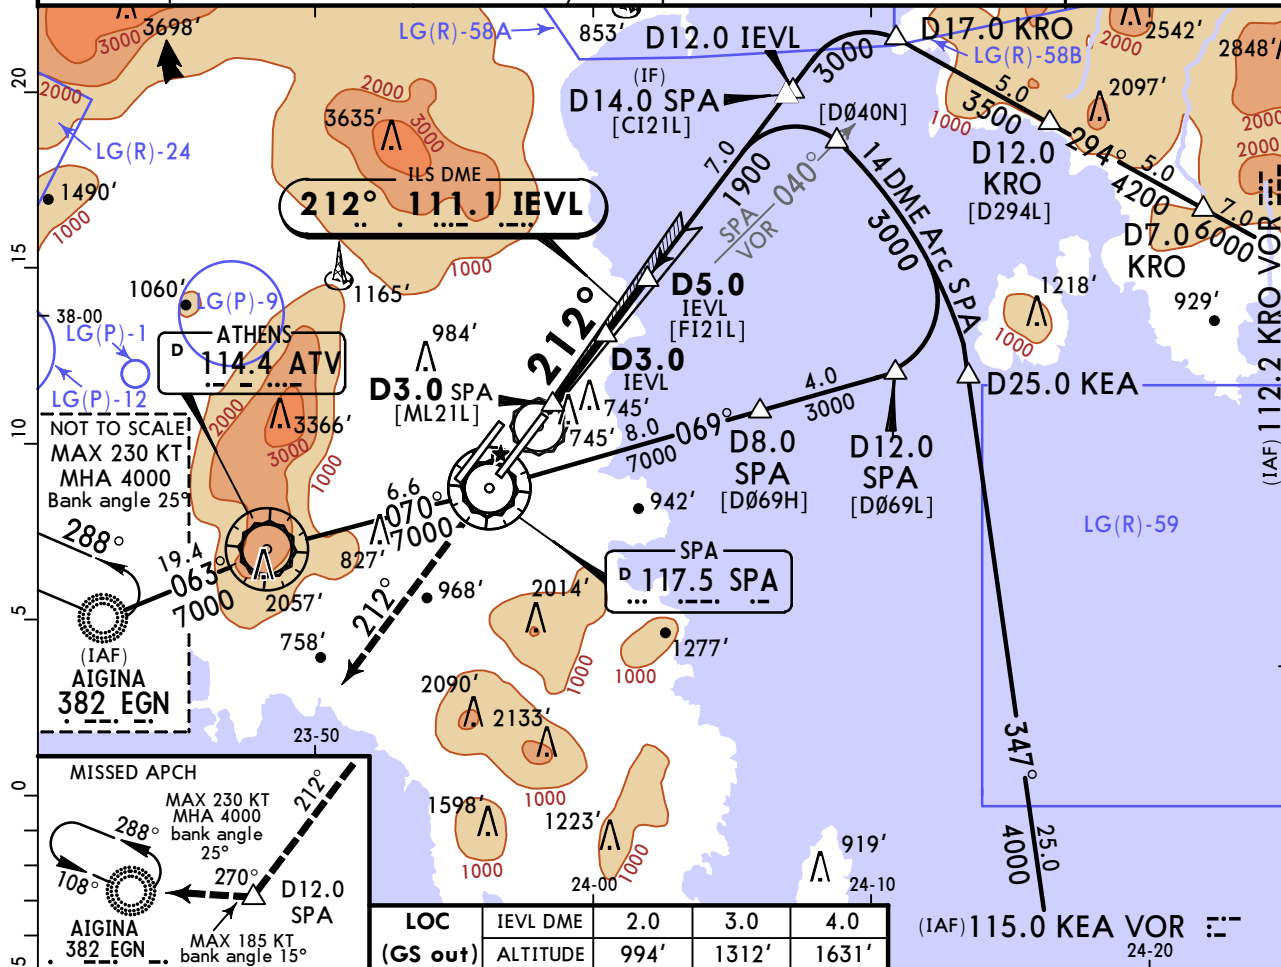 3698'
3000
2000
LG(R)-58A
853'
D12.0 IEVL
3000
D17.0 KRO
LG(R)-58B
2000
2542'
2848'
20
2000
3635'
3000
(IF)
D14.0 SPA
[CI21L]
[DØ40N]
5.0
3500
1000
2097'
2000
2000
LG(R)-24
1490'
1000
ILS DME
212° 111.1 IEVL
7.0
1900
SPA
VOR
040°
14 DME Arc SPA
3000
D12.0
KRO
[D294L]
294°
5.0
4200
7.0
6000
D7.0
KRO
15
1000
1060'
LG(P)-9
1165'
38-00
LG(P)-1
LG(P)-12
D
ATHENS
114.4 ATV
984'
212°
D5.0
IEVL
[FI21L]
D3.0
IEVL
1218'
1000
929'
(IAF) 112.2 KRO VOR
D3.0 SPA
[ML21L]
745'
745'
4.0
3000
D25.0 KEA
10
2000
3366'
3000
1000
8.0
7000
069°
D8.0
SPA
[DØ69H]
D12.0
SPA
[DØ69L]
NOT TO SCALE
MAX 230 KT
MHA 4000
Bank angle 25°
288°
19.4
063°
7000
6.6
070°
7000
827'
2057'
942'
LG(R)-59
SPA
D 117.5 SPA
5
(IAF)
AIGINA
382 EGN
968'
212°
758'
2014'
1000
1277'
1000
2090'
2133'
1000
23-50
347°
25.0
4000
0
MISSED APCH
MAX 230 KT
MHA 4000
bank angle
25°
212°
288°
108°
270°
D12.0
SPA
AIGINA
382 EGN
MAX 185 KT
bank angle 15°
1598'
1000
1223'
1000
24-00
919'
24-10
(IAF) 115.0 KEA VOR
24-20
5
LOC IEVL DME 2.0 3.0 4.0
(GS out) ALTITUDE 994' 1312' 1631'